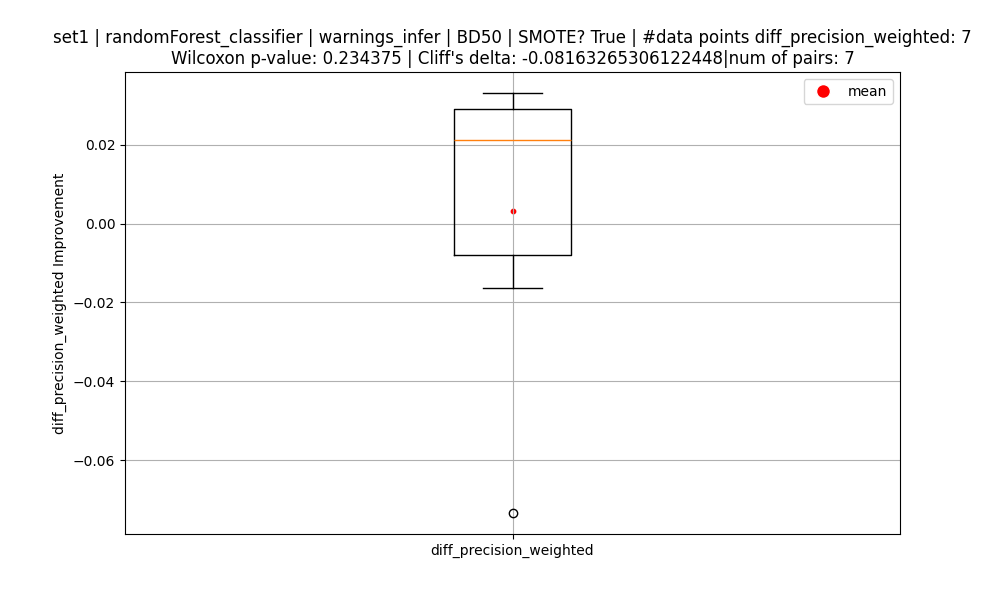 set1 | randomForest_classifier | warnings_infer | BD50 | SMOTE? True | #data points diff_precision_weighted: 7
Wilcoxon p-value: 0.234375 | Cliff's delta: -0.08163265306122448|num of pairs: 7
mean
0.02
0.00
−0.02
−0.04
−0.06
diff_precision_weighted Improvement
diff_precision_weighted